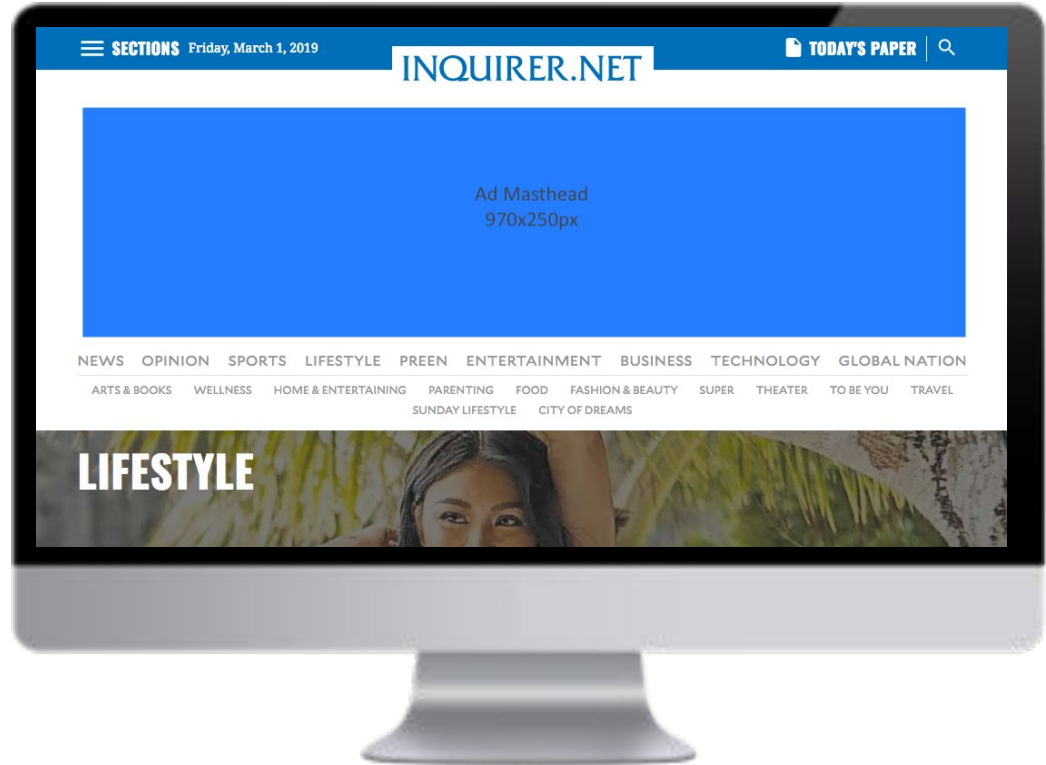 SECTIONS Friday, March 1, 2019
INQUIRER.NET
TODAY'S PAPER
Ad Masthead
970x250px
NEWS OPINION SPORTS LIFESTYLE PREEN ENTERTAINMENT BUSINESS TECHNOLOGY GLOBAL NATION
ARTS & BOOKS WELLNESS HOME & ENTERTAINING PARENTING FOOD FASHION & BEAUTY SUPER THEATER TO BE YOU TRAVEL
SUNDAY LIFESTYLE CITY OF DREAMS
LIFESTYLE